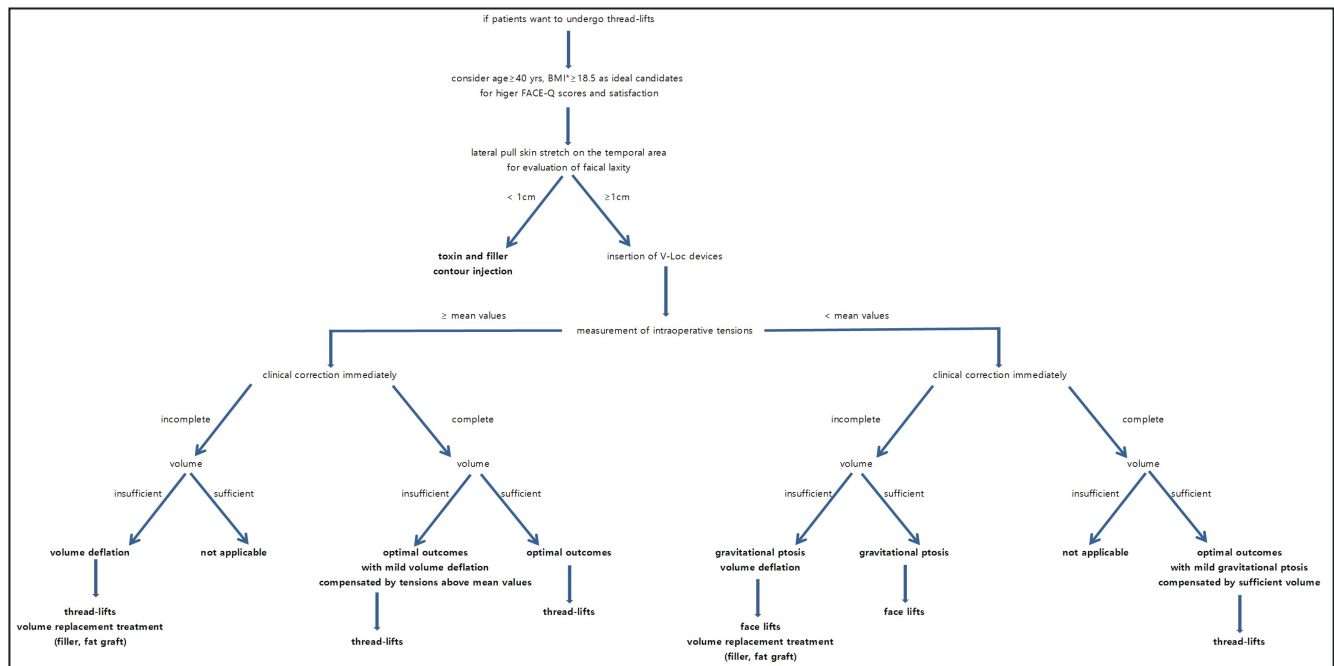 if patients want to undergo thread-lifts
consider age≥40 yrs, BMI*≥18.5 as ideal candidates
for higer FACE-Q scores and satisfaction
lateral pull skin stretch on the temporal area
for evaluation of faical laxity
< 1cm
≥1cm
toxin and filler
contour injection
insertion of V-Loc devices
≥ mean values
measurement of intraoperative tensions
< mean values
clinical correction immediately
clinical correction immediately
incomplete
complete
incomplete
complete
volume
volume
volume
volume
insufficient
sufficient
insufficient
sufficient
insufficient
sufficient
insufficient
sufficient
volume deflation
not applicable
optimal outcomes
with mild volume deflation
compensated by tensions above mean values
optimal outcomes
gravitational ptosis
volume deflation
gravitational ptosis
not applicable
optimal outcomes
with mild gravitational ptosis
compensated by sufficient volume
thread-lifts
volume replacement treatment
(filler, fat graft)
thread-lifts
thread-lifts
face lifts
volume replacement treatment
(filler, fat graft)
face lifts
thread-lifts